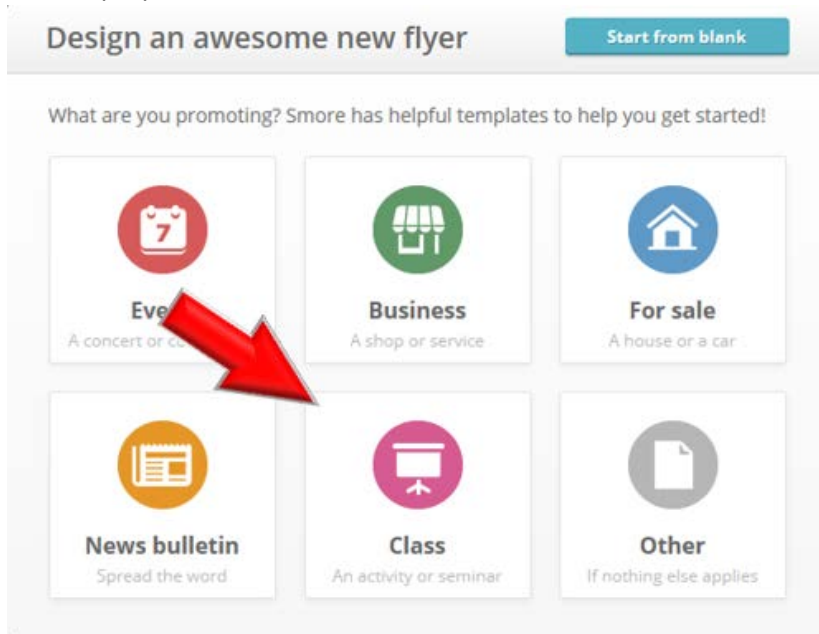 Design an awesome new flyer
Start from blank
What are you promoting? Smore has helpful templates to help you get started!
7
Business
For sale
A concert or
A shop or service
A house or a car
News bulletin
Class
Other
Spread the word
An activity or seminar
If nothing else applies